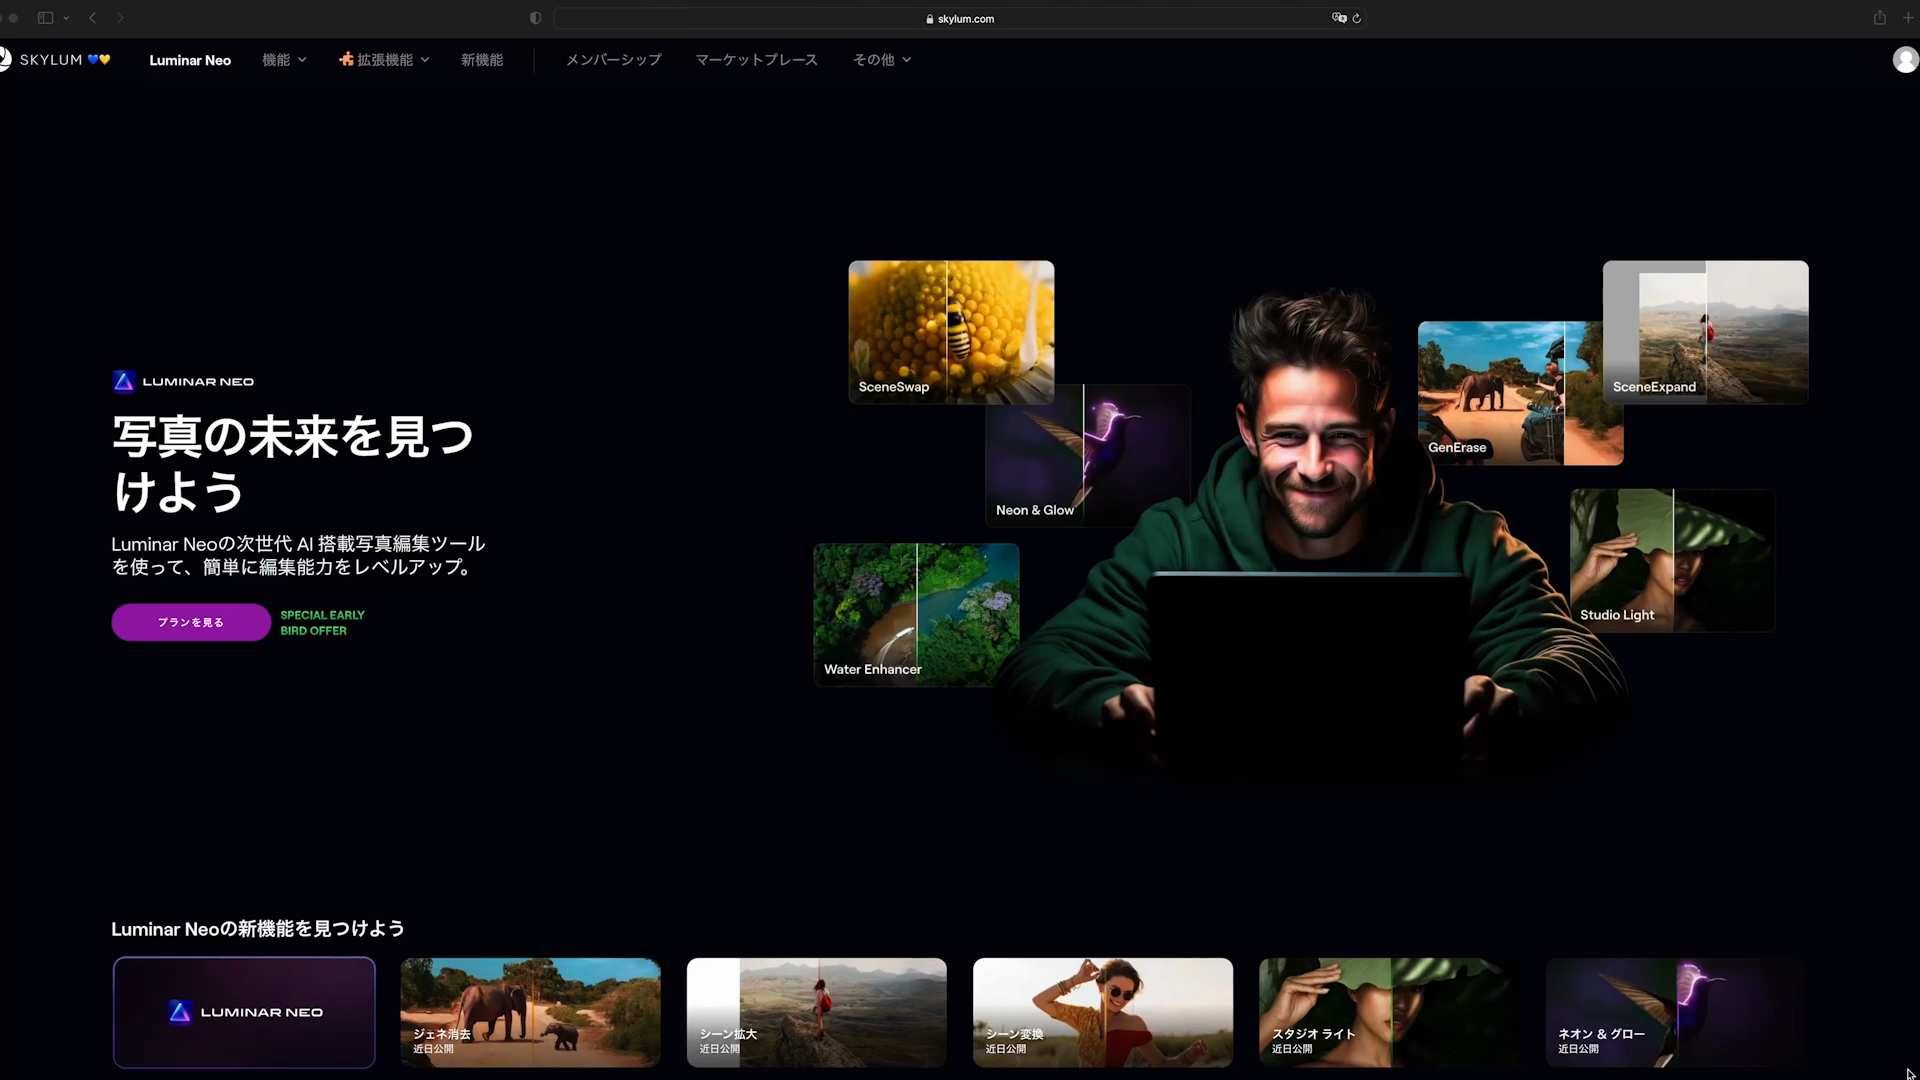 skylum.com
SKYLUM
Luminar Neo
機能
拡張機能
新機能
メンバーシップ
マーケットプレース
その他
LUMINAR NEO
写真の未来を見つ
けよう
Luminar Neoの次世代 AI 搭載写真編集ツール
を使って、簡単に編集能力をレベルアップ。
プランを見る
SPECIAL EARLY
BIRD OFFER
SceneSwap
Neon & Glow
Water Enhancer
GenErase
SceneExpand
Studio Light
Luminar Neoの新機能を見つけよう
LUMINAR NEO
ジェネ消去
近日公開
シーン拡大
近日公開
シーン変換
近日公開
スタジオ ライト
近日公開
ネオン & グロー
近日公開